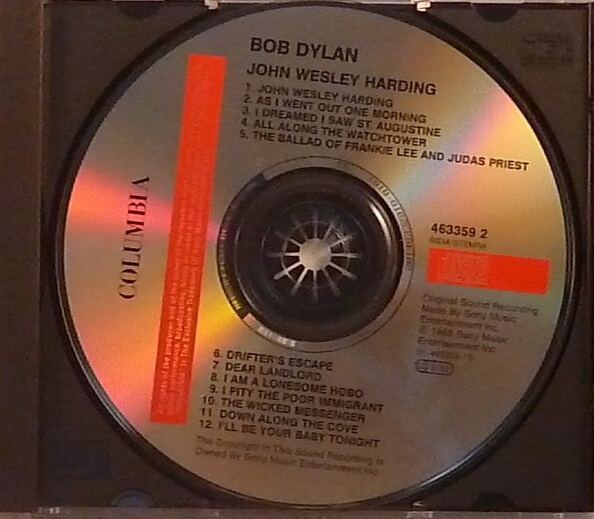 BOB DYLAN
JOHN WESLEY HARDING
1. JOHN WESLEY HARDING
2. AS I WENT OUT ONE MORNING
3. I DREAMED I SAW ST. AUGUSTINE
4. ALL ALONG THE WATCHTOWER
5. THE BALLAD OF FRANKIE LEE AND JUDAS PRIEST
COLUMBIA
463359 2
Original Sound Recording
Made By Sony Music
Entertainment Inc.
Entertainment Inc.
6. DRIFTER'S ESCAPE
7 DEAR LANDLORD
8. I AM A LONESOME HOBO
9. I PITY THE POOR IMMIGRANT
10. THE WICKED MESSENGER
11 DOWN ALONG THE COVE
12. I'LL BE YOUR BABY TONIGHT
The Copyright In This Sound Recording Is
Owned By Sony Music Entertainment Inc.